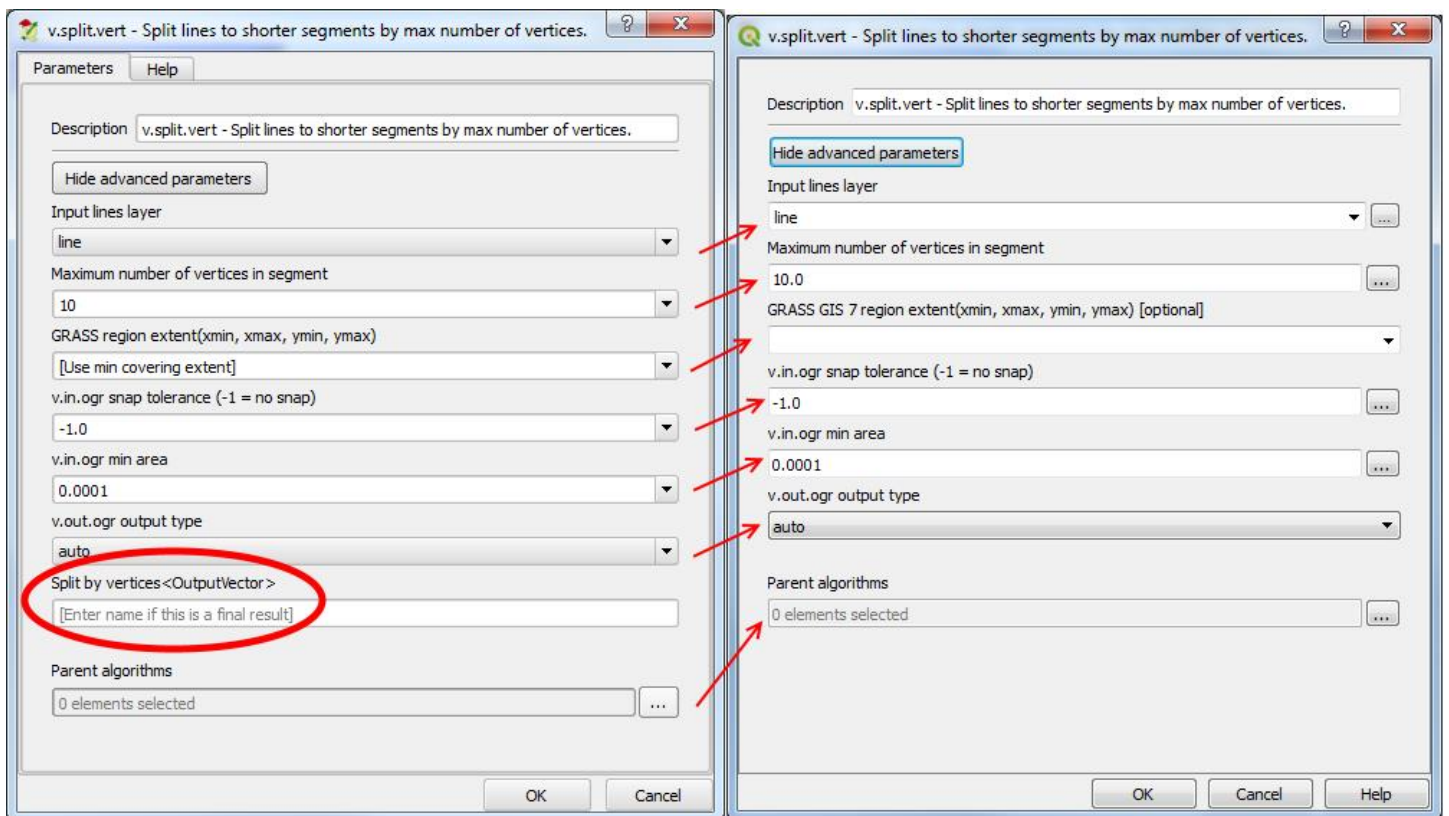 v.split.vert - Split lines to shorter segments by max number of vertices.
Parameters
Help
Description
v.split.vert - Split lines to shorter segments by max number of vertices.
Hide advanced parameters
Input lines layer
line
Maximum number of vertices in segment
10
GRASS region extent(xmin, xmax, ymin, ymax)
[Use min covering extent]
v.in.ogr snap tolerance (-1 = no snap)
-1.0
v.in.ogr min area
0.0001
v.out.ogr output type
auto
Split by vertices<OutputVector>
[Enter name if this is a final result]
Parent algorithms
0 elements selected
...
OK
Cancel
v.split.vert - Split lines to shorter segments by max number of vertices.
Description
v.split.vert - Split lines to shorter segments by max number of vertices.
Hide advanced parameters
Input lines layer
line
...
Maximum number of vertices in segment
10.0
...
GRASS GIS 7 region extent(xmin, xmax, ymin, ymax) [optional]
v.in.ogr snap tolerance (-1 = no snap)
-1.0
...
v.in.ogr min area
0.0001
...
v.out.ogr output type
auto
Parent algorithms
0 elements selected
...
OK
Cancel
Help